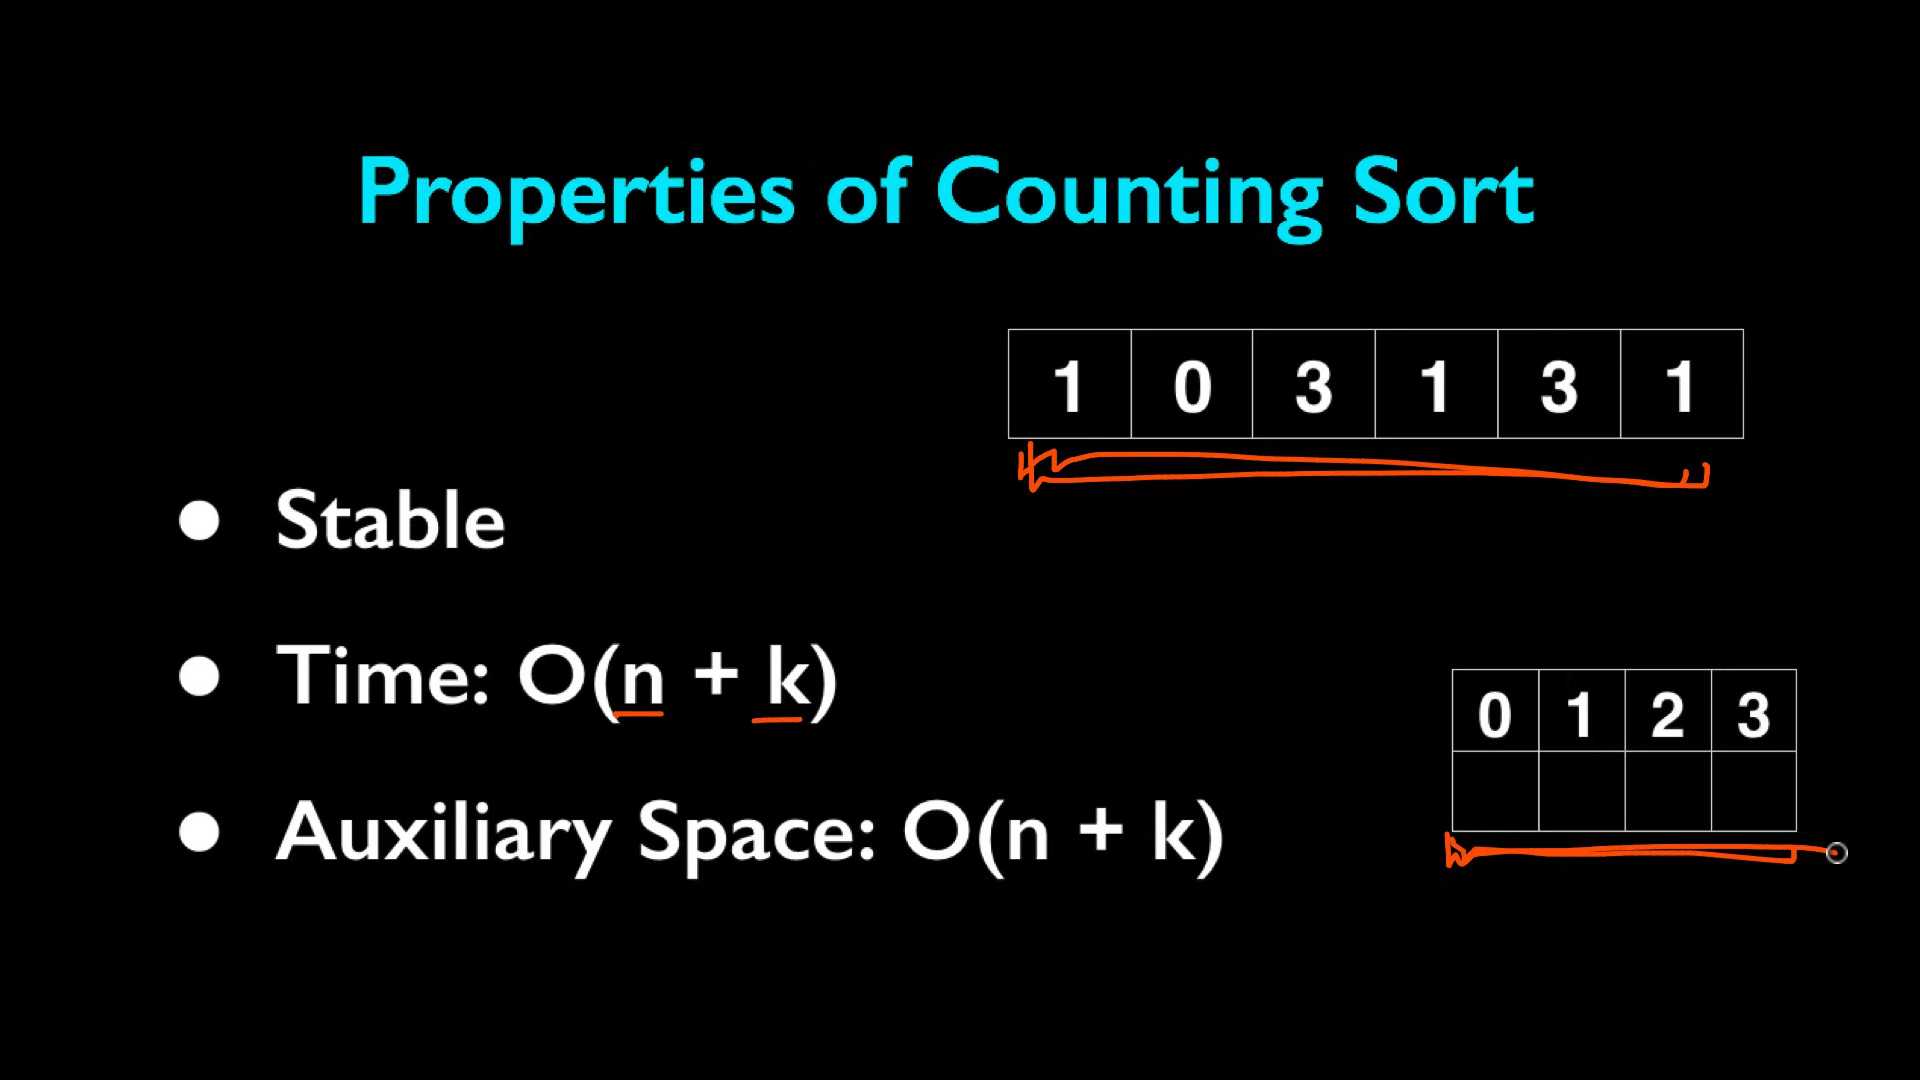 Properties of Counting Sort
1 0 3 1 3 1
● Stable
● Time: O(n + k)
0 1 2 3
● Auxiliary Space: O(n + k)